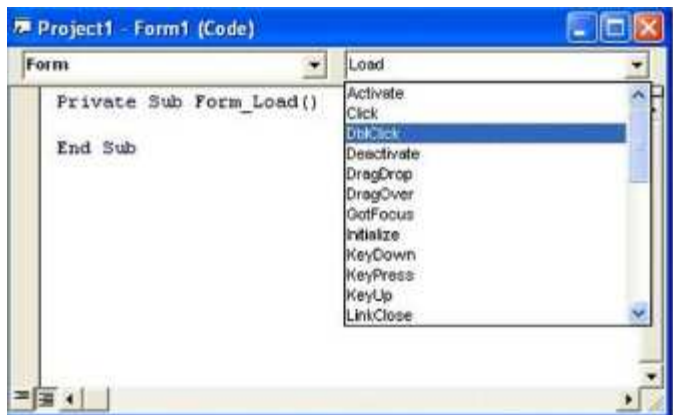 Project1 - Form1 (Code)
Form Load
Private Sub Form_Load()
End Sub
Activate
Click
DblClick
Deactivate
DragDrop
DragOver
GotFocus
Initialize
KeyDown
KeyPress
KeyUp
LinkClose